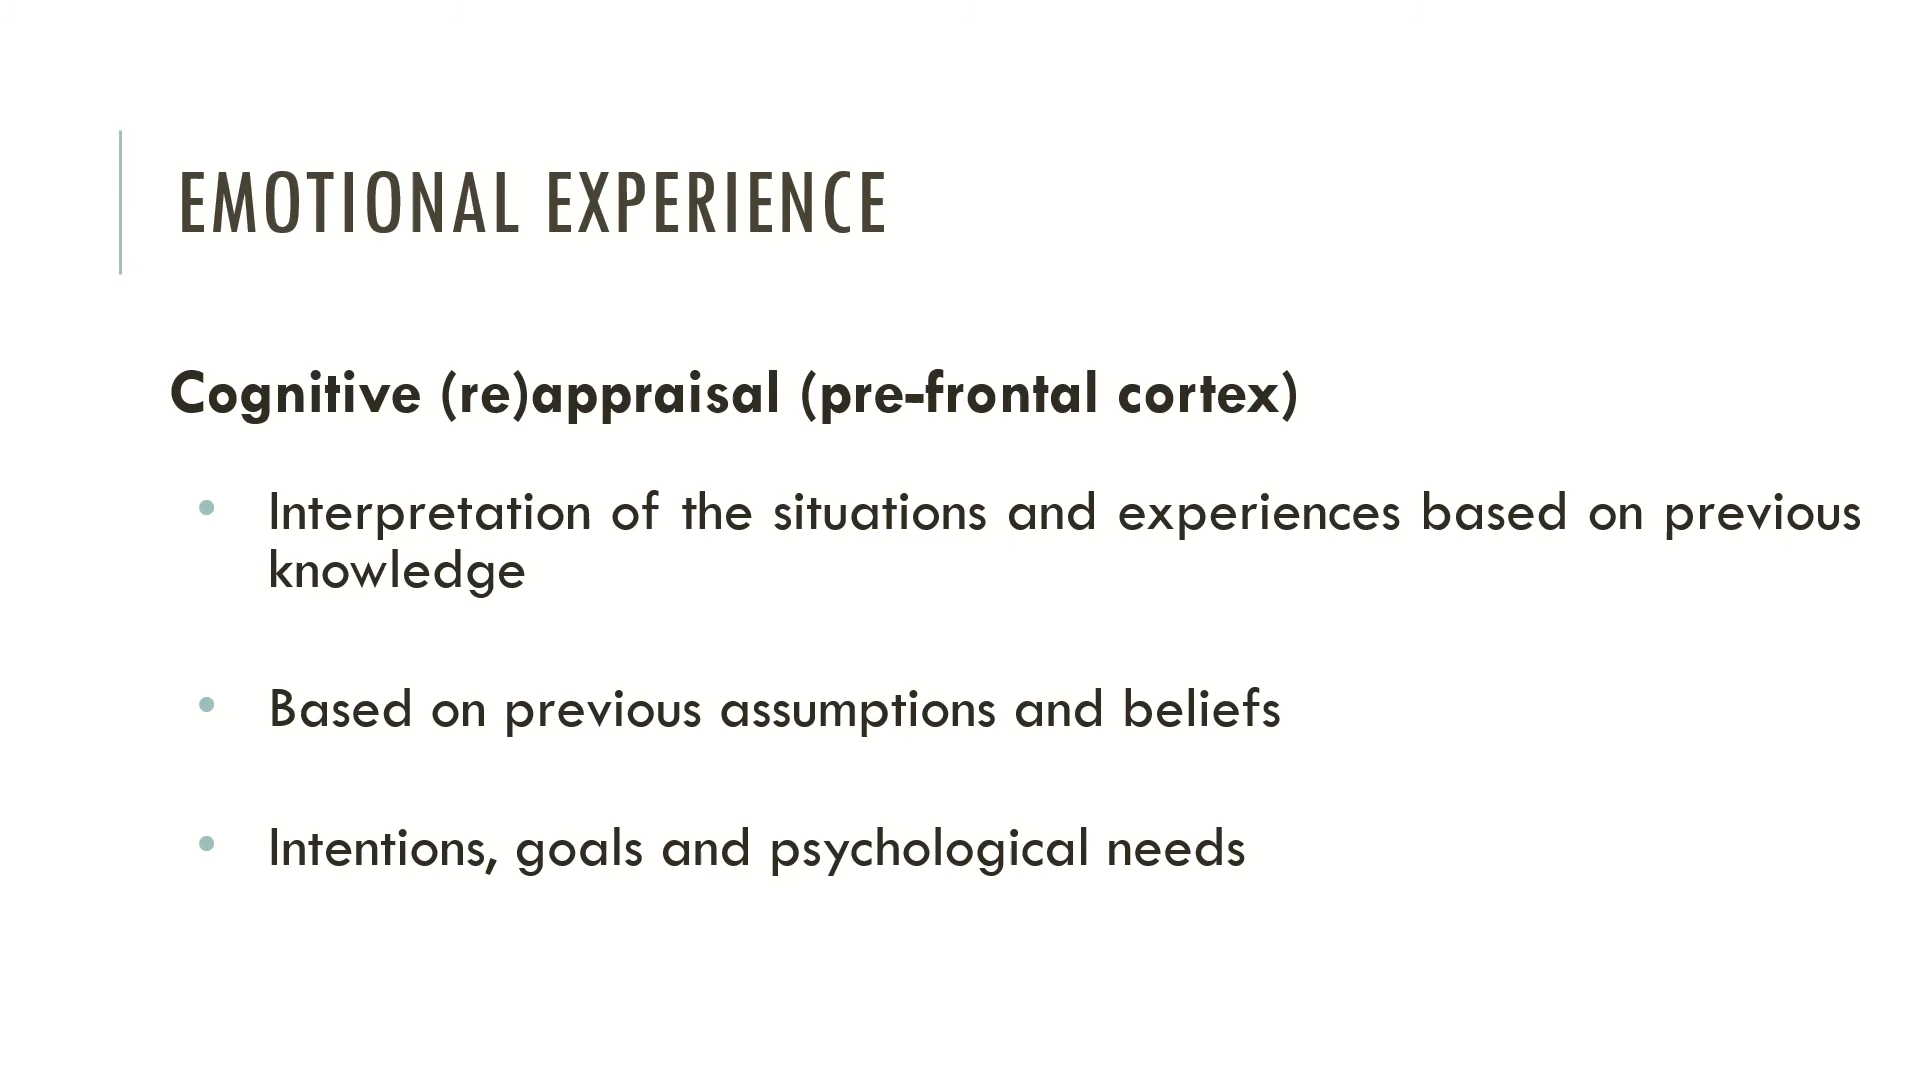 EMOTIONAL EXPERIENCE
Cognitive (re)appraisal (pre-frontal cortex)
• Interpretation of the situations and experiences based on previous
knowledge
• Based on previous assumptions and beliefs
• Intentions, goals and psychological needs